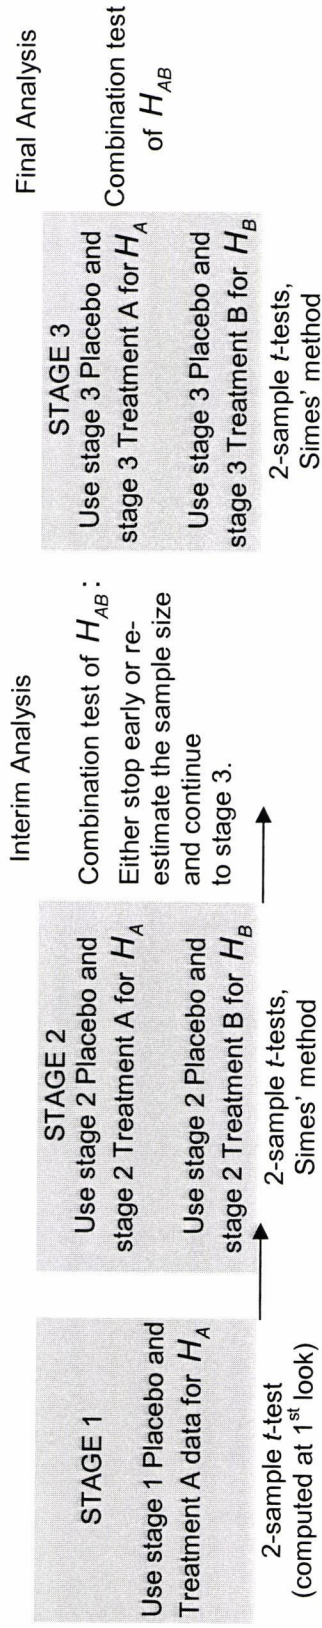 STAGE 1
Use stage 1 Placebo and
Treatment A data for H_A
2-sample t-test
(computed at 1st look)
STAGE 2
Use stage 2 Placebo and
stage 2 Treatment A for H_A
Use stage 2 Placebo and
stage 2 Treatment B for H_B
2-sample t-tests,
Simes' method
Interim Analysis
Combination test of H_AB :
Either stop early or re-
estimate the sample size
and continue
to stage 3.
STAGE 3
Use stage 3 Placebo and
stage 3 Treatment A for H_A
Use stage 3 Placebo and
stage 3 Treatment B for H_B
2-sample t-tests,
Simes' method
Final Analysis
Combination test
of H_AB